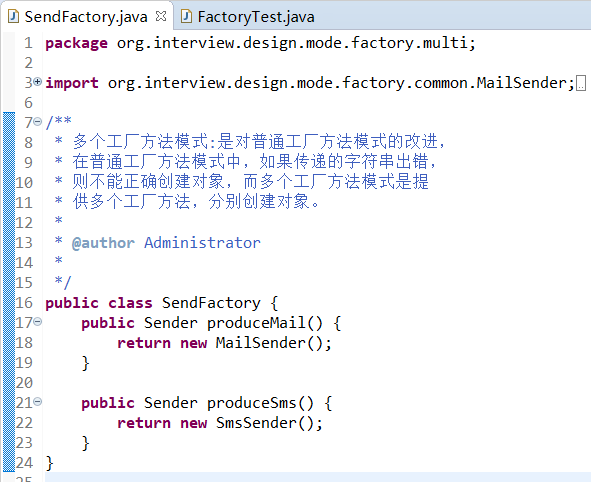 SendFactory.java FactoryTest.java
1 package org.interview.design.mode.factory.multi;
2
3 import org.interview.design.mode.factory.common.MailSender;
6
7 /**
8 * 多个工厂方法模式:是对普通工厂方法模式的改进，
9 * 在普通工厂方法模式中，如果传递的字符串出错，
10 * 则不能正确创建对象，而多个工厂方法模式是提
11 * 供多个工厂方法，分别创建对象。
12 *
13 * @author Administrator
14 *
15 */
16 public class SendFactory {
17 public Sender produceMail() {
18 return new MailSender();
19 }
20
21 public Sender produceSms() {
22 return new SmsSender();
23 }
24 }
25